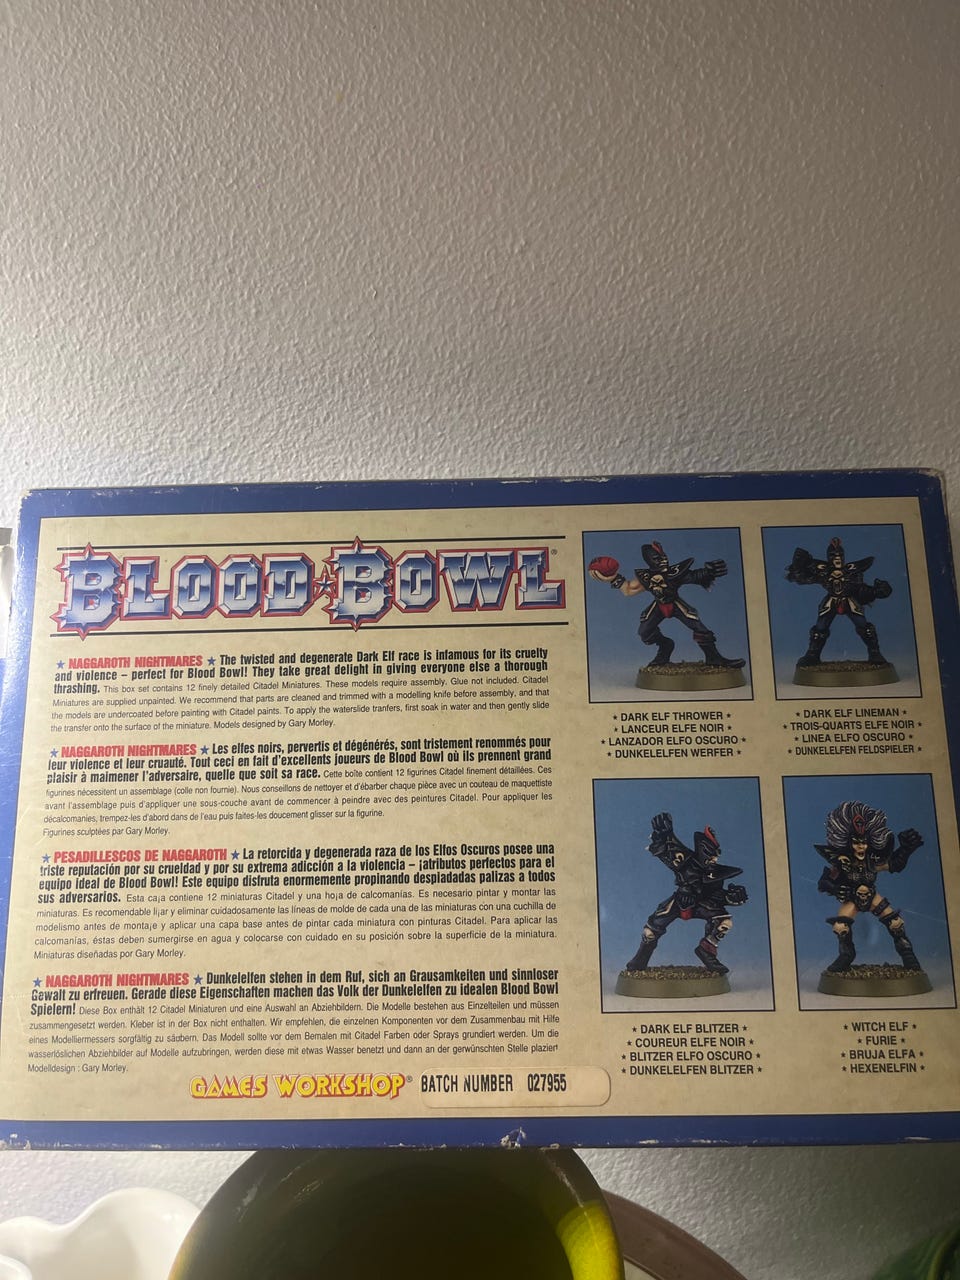 BLOOD★BOWL®
★ NAGGAROTH NIGHTMARES ★ The twisted and degenerate Dark Elf race is infamous for its cruelty
and violence – perfect for Blood Bowl! They take great delight in giving everyone else a thorough
thrashing. This box set contains 12 finely detailed Citadel Miniatures. These models require assembly. Glue not included. Citadel
Miniatures are supplied unpainted. We recommend that parts are cleaned and trimmed with a modelling knife before assembly, and that
the models are undercoated before painting with Citadel paints. To apply the waterslide tranfers, first soak in water and then gently slide
the transfer onto the surface of the miniature. Models designed by Gary Morley.
★ NAGGAROTH NIGHTMARES ★ Les elfes noirs, pervertis et dégénérés, sont tristement renommés pour
leur violence et leur cruauté. Tout ceci en fait d'excellents joueurs de Blood Bowl où ils prennent grand
plaisir à maimener l'adversaire, quelle que soit sa race. Cette boîte contient 12 figurines Citadel finement détaillées. Ces
figurines nécessitent un assemblage (colle non fournie). Nous conseillons de nettoyer et d'ébarber chaque pièce avec un couteau de maquettiste
avant l'assemblage puis d'appliquer une sous-couche avant de commencer à peindre avec des peintures Citadel. Pour appliquer les
décalcomanies, trempez-les d'abord dans de l'eau puis faites-les doucement glisser sur la figurine.
Figurines sculptées par Gary Morley.
★ PESADILLESCOS DE NAGGAROTH ★ La retorcida y degenerada raza de los Elfos Oscuros posee una
triste reputación por su crueldad y por su extrema adicción a la violencia – ¡atributos perfectos para el
equipo ideal de Blood Bowl! Este equipo disfruta enormemente propinando despiadadas palizas a todos
sus adversarios. Esta caja contiene 12 miniaturas Citadel y una hoja de calcomanías. Es necesario pintar y montar las
miniaturas. Es recomendable lijar y eliminar cuidadosamente las líneas de molde de cada una de las miniaturas con una cuchilla de
modelismo antes de montaje y aplicar una capa base antes de pintar cada miniatura con pinturas Citadel. Para aplicar las
calcomanías, éstas deben sumergirse en agua y colocarse con cuidado en su posición sobre la superficie de la miniatura.
Miniaturas diseñadas por Gary Morley.
★ NAGGAROTH NIGHTMARES ★ Dunkelelfen stehen in dem Ruf, sich an Grausamkeiten und sinnloser
Gewalt zu erfreuen. Gerade diese Eigenschaften machen das Volk der Dunkelelfen zu idealen Blood Bowl
Spielern! Diese Box enthält 12 Citadel Miniaturen und eine Auswahl an Abziehbildern. Die Modelle bestehen aus Einzelteilen und müssen
zusammengesetzt werden. Kleber ist in der Box nicht enthalten. Wir empfehlen, die einzelnen Komponenten vor dem Zusammenbau mit Hilfe
eines Modelliermessers sorgfältig zu säubern. Das Modell sollte vor dem Bemalen mit Citadel Farben oder Sprays grundiert werden. Um die
wasserlöslichen Abziehbilder auf Modelle aufzubringen, werden diese mit etwas Wasser benetzt und dann an der gerwünschten Stelle plaziert
Modelldesign : Gary Morley.
GAMES WORKSHOP® BATCH NUMBER 027955
★ DARK ELF THROWER ★
★ LANCEUR ELFE NOIR ★
★ LANZADOR ELFO OSCURO ★
★ DUNKELELFEN WERFER ★
★ DARK ELF LINEMAN ★
★ TROIS-QUARTS ELFE NOIR ★
★ LINEA ELFO OSCURO ★
★ DUNKELELFEN FELDSPIELER ★
★ DARK ELF BLITZER ★
★ COUREUR ELFE NOIR ★
★ BLITZER ELFO OSCURO ★
★ DUNKELELFEN BLITZER ★
★ WITCH ELF ★
★ FURIE ★
★ BRUJA ELFA ★
★ HEXENELFIN ★